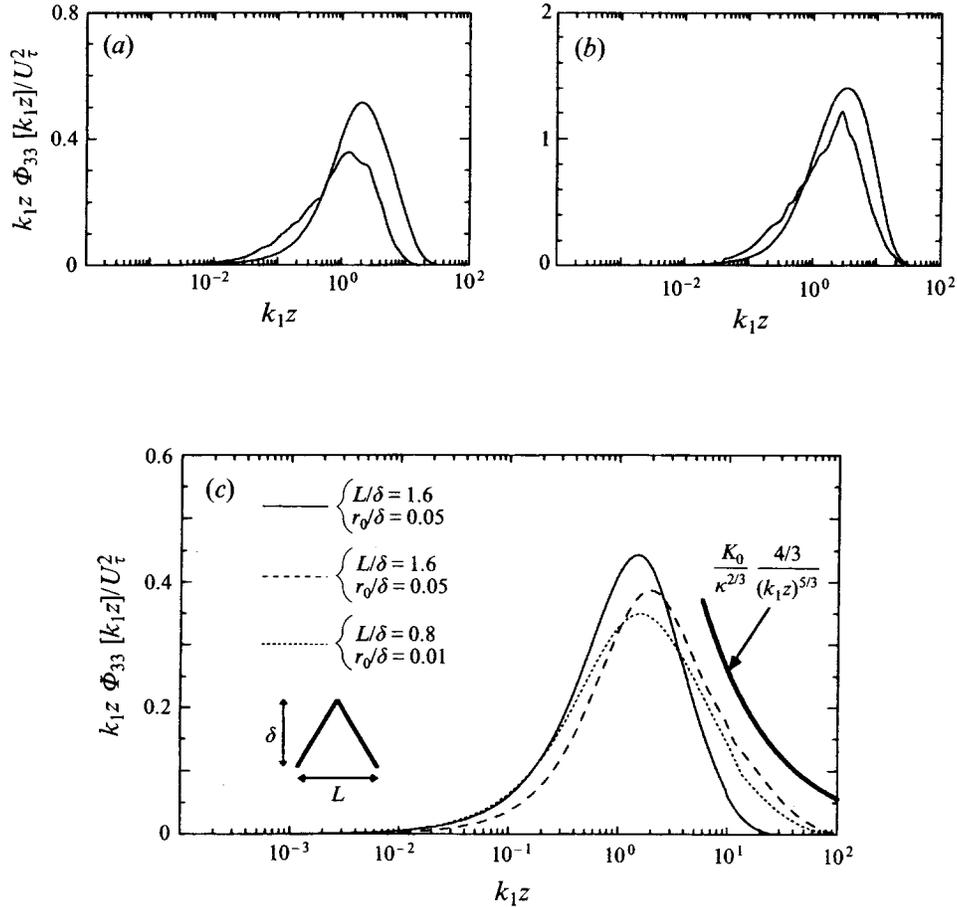 0.8
(a)
0.4
0
10⁻²
10⁰
10²
k₁z
k₁z Φ₃₃ [k₁z]/U²τ
2
(b)
1
0
10⁻²
10⁰
10²
k₁z
0.6
(c)
L/δ = 1.6
r₀/δ = 0.05
L/δ = 1.6
r₀/δ = 0.05
L/δ = 0.8
r₀/δ = 0.01
K₀ 4/3
κ²/³ (k₁z)⁵/³
0.4
0.2
0
δ
L
k₁z Φ₃₃ [k₁z]/U²τ
10⁻³
10⁻²
10⁻¹
10⁰
10¹
10²
k₁z